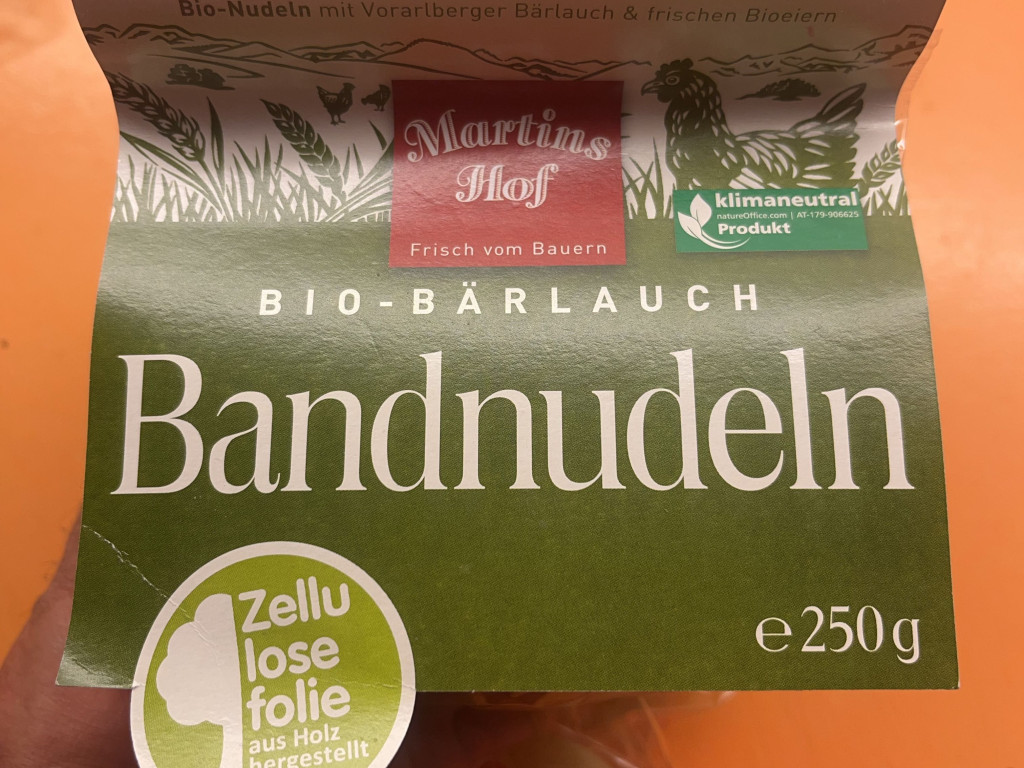 Bio-Nudeln mit Vorarlberger Bärlauch & frischen Bioeiern
Martins
Hof
Frisch vom Bauern
klimaneutral
natureOffice.com | AT-179-906625
Produkt
BIO-BÄRLAUCH
Bandnudeln
Zellu
lose
folie
aus Holz
hergestellt
℮ 250 g